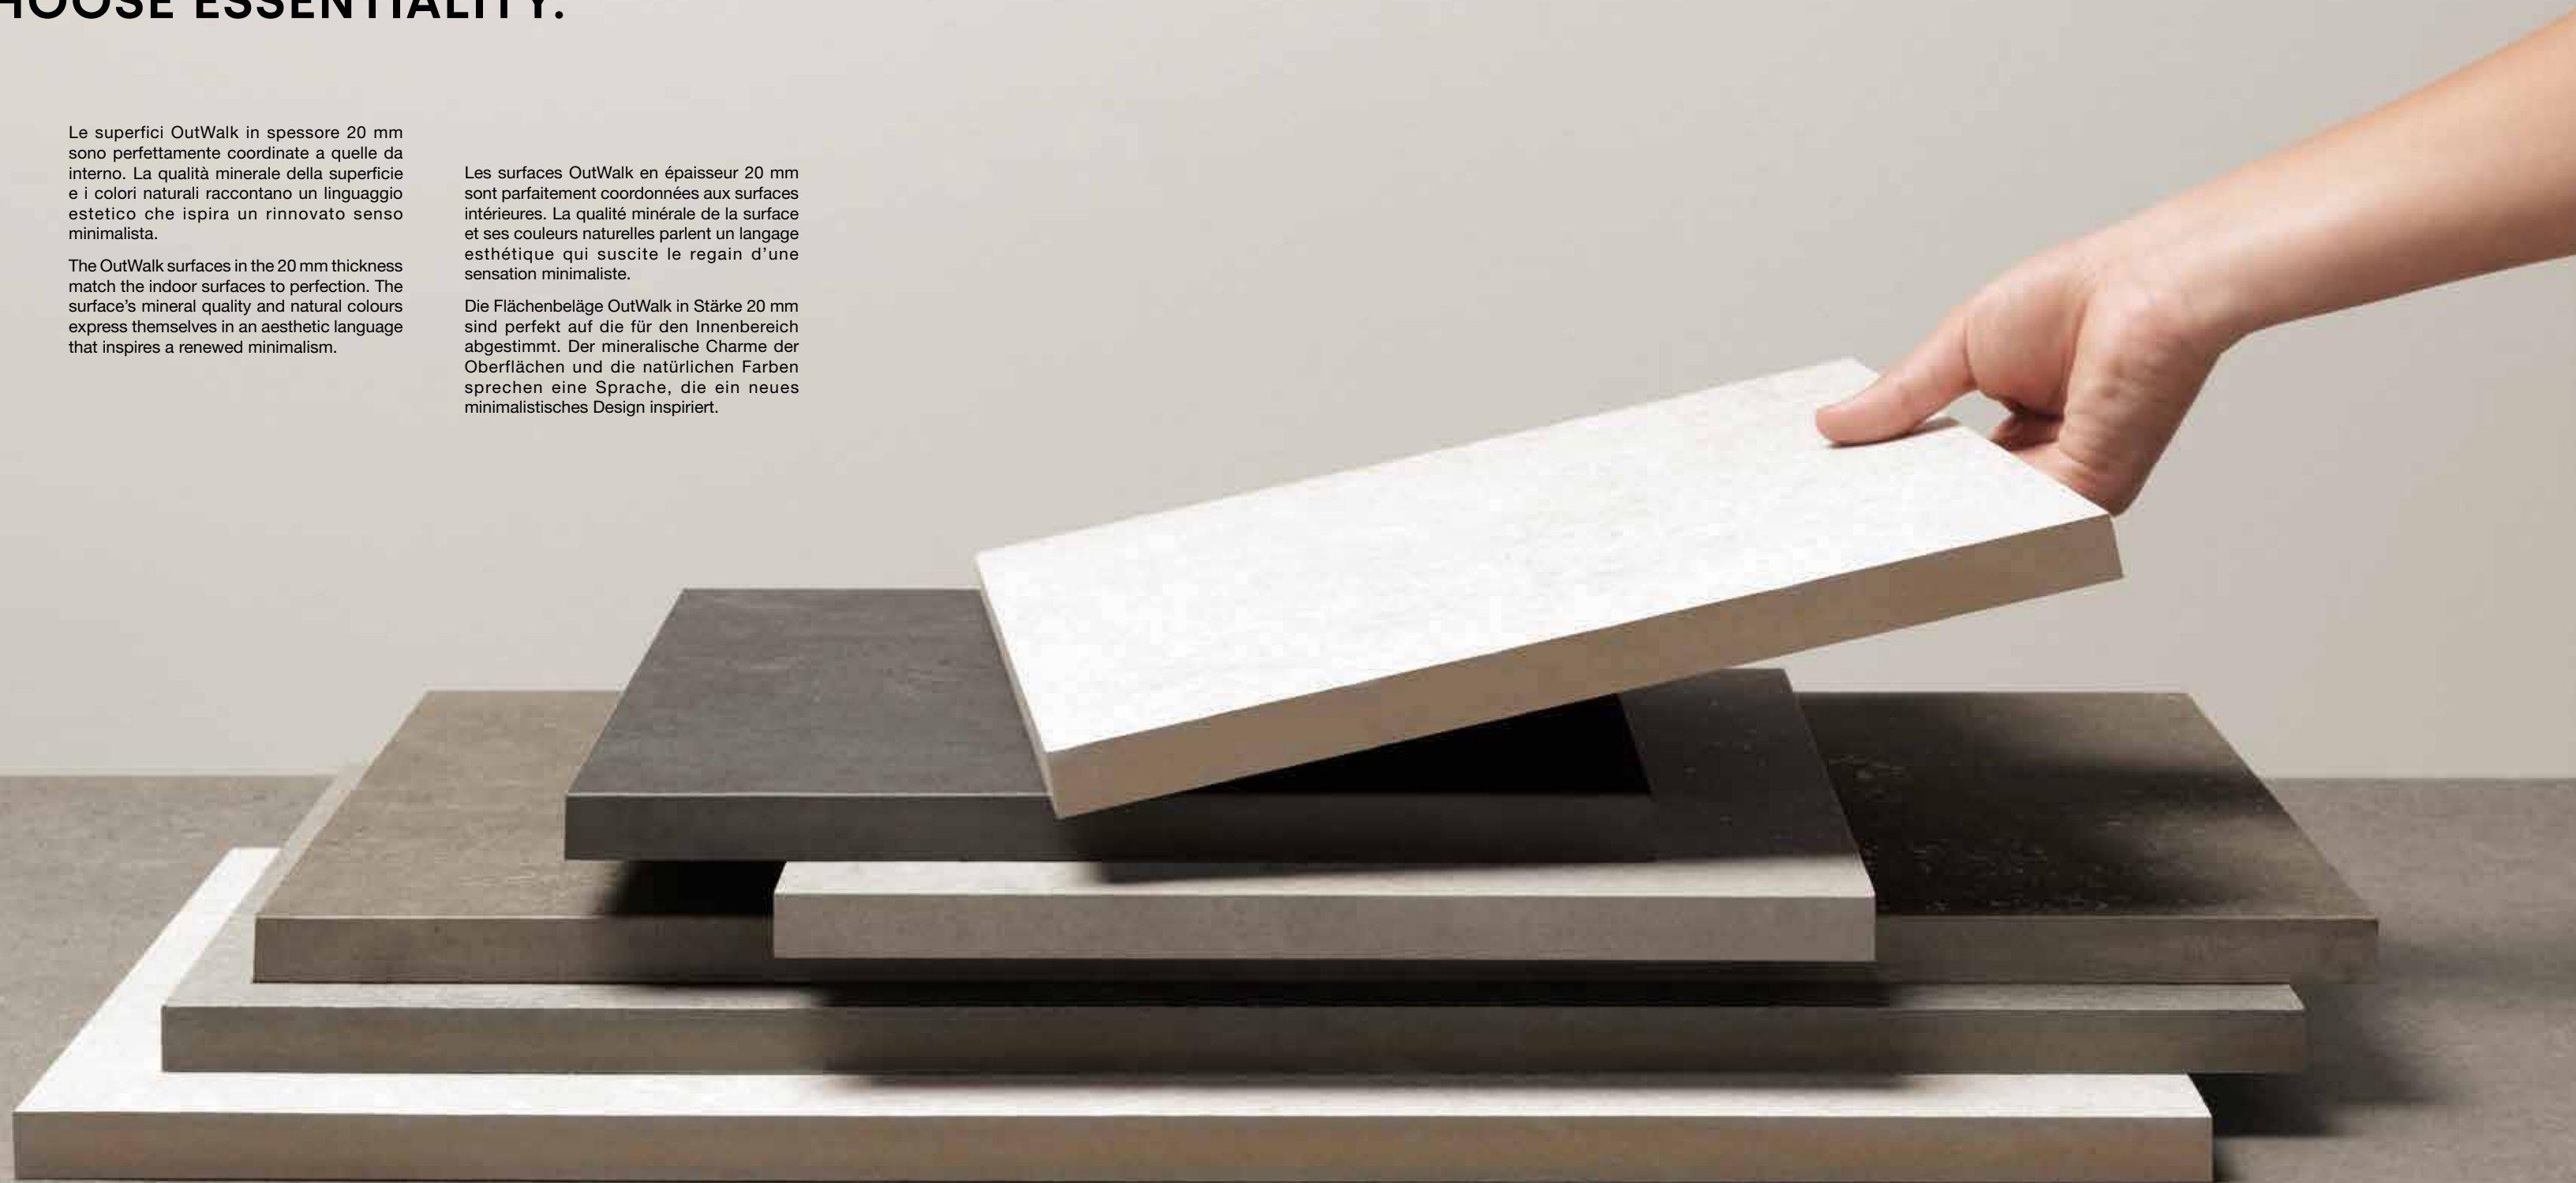 HOOSE ESSENTIALITY.
Le superfici OutWalk in spessore 20 mm
sono perfettamente coordinate a quelle da
interno. La qualità minerale della superficie
e i colori naturali raccontano un linguaggio
estetico che ispira un rinnovato senso
minimalista.
The OutWalk surfaces in the 20 mm thickness
match the indoor surfaces to perfection. The
surface’s mineral quality and natural colours
express themselves in an aesthetic language
that inspires a renewed minimalism.
Les surfaces OutWalk en épaisseur 20 mm
sont parfaitement coordonnées aux surfaces
intérieures. La qualité minérale de la surface
et ses couleurs naturelles parlent un langage
esthétique qui suscite le regain d’une
sensation minimaliste.
Die Flächenbeläge OutWalk in Stärke 20 mm
sind perfekt auf die für den Innenbereich
abgestimmt. Der mineralische Charme der
Oberflächen und die natürlichen Farben
sprechen eine Sprache, die ein neues
minimalistisches Design inspiriert.